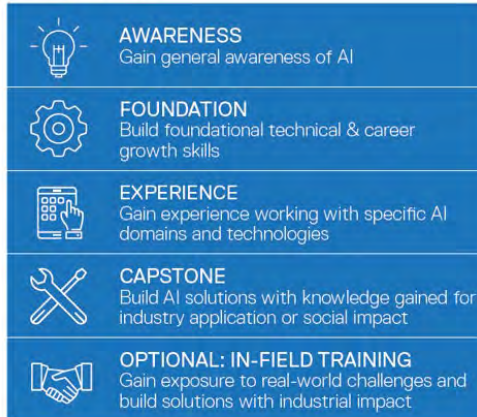 AWARENESS
Gain general awareness of AI
FOUNDATION
Build foundational technical & career
growth skills
EXPERIENCE
Gain experience working with specific AI
domains and technologies
CAPSTONE
Build AI solutions with knowledge gained for
industry application or social impact
OPTIONAL: IN-FIELD TRAINING
Gain exposure to real-world challenges and
build solutions with industrial impact